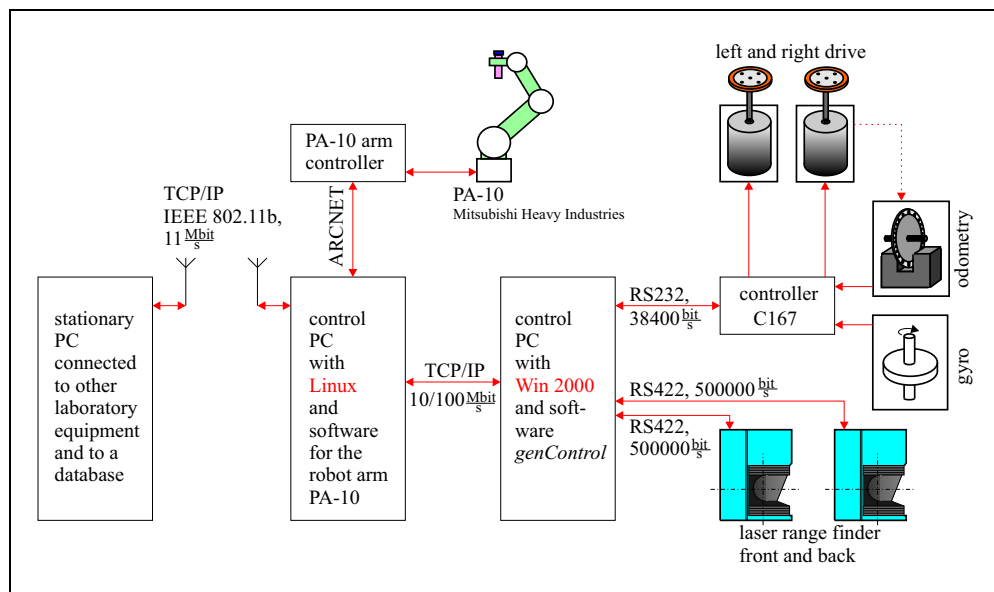 left and right drive
PA-10 arm
controller
PA-10
Mitsubishi Heavy Industries
TCP/IP
IEEE 802.11b,
11 Mbit/s
ARCNET
odometry
gyro
stationary
PC
connected
to other
laboratory
equipment
and to a
database
control
PC
with
Linux
and
software
for the
robot arm
PA-10
TCP/IP
10/100 Mbit/s
control
PC
with
Win 2000
and soft-
ware
genControl
RS232,
38400 bit/s
controller
C167
RS422, 500000 bit/s
RS422,
500000 bit/s
laser range finder
front and back